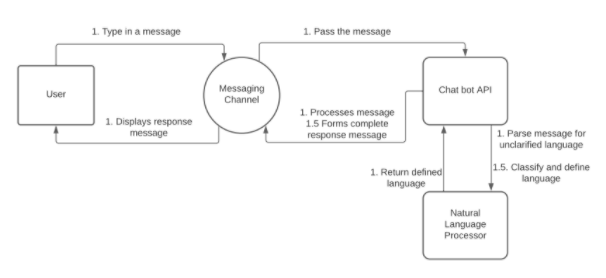 1. Type in a message
1. Pass the message
User
Messaging
Channel
Chat bot API
1. Displays response
message
1. Processes message
1.5 Forms complete
response message
1. Parse message for
unclarified language
1.5. Classify and define
language
1. Return defined
language
Natural
Language
Processor